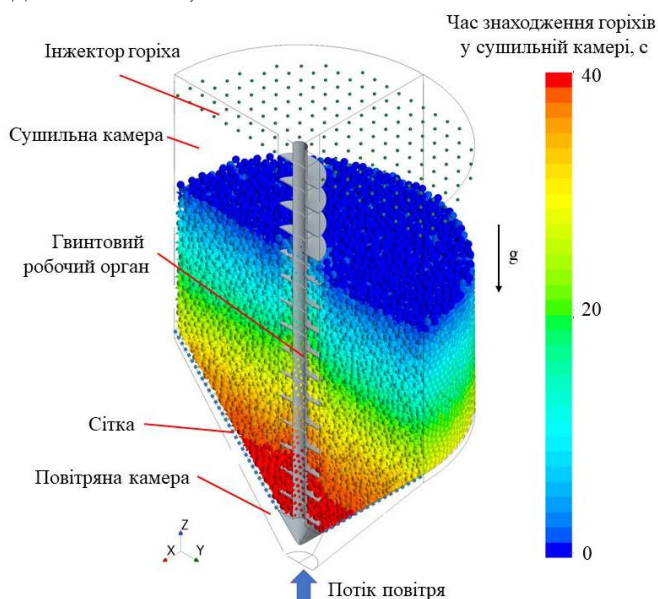 Час знаходження горіхів
у сушильній камері, с
Інжектор горіха
Сушильна камера
Гвинтовий
робочий орган
Сітка
Повітряна камера
Потік повітря
g
40
20
0
Z
X
Y